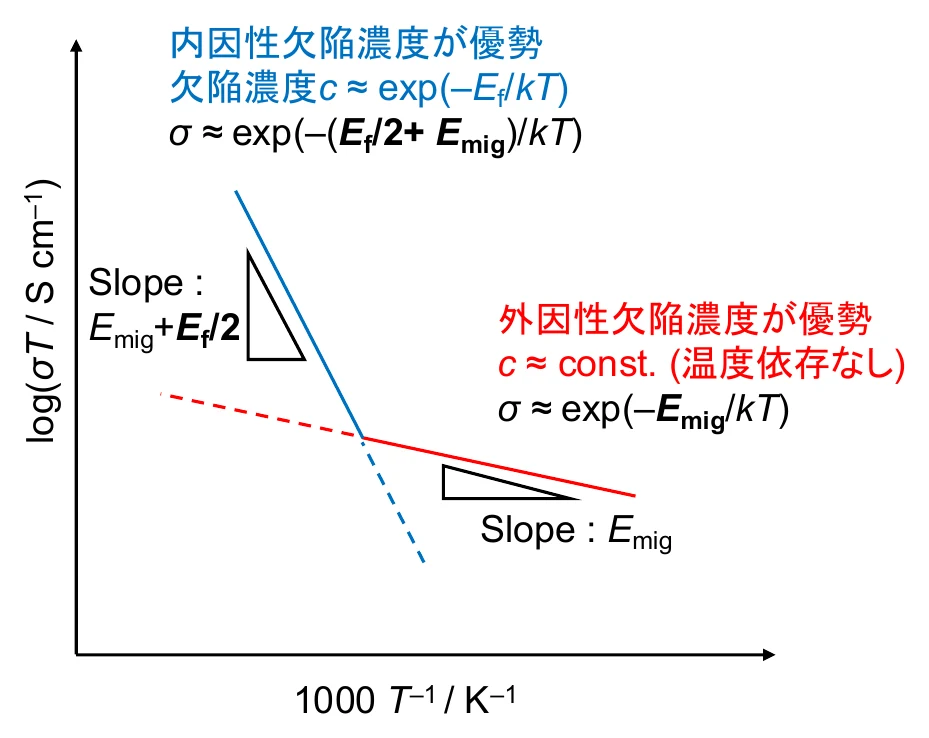 内因性欠陥濃度が優勢
欠陥濃度c ≈ exp(–Ef/kT)
σ ≈ exp(–(Ef/2+ Emig)/kT)
log(σT / S cm–1)
Slope :
Emig+Ef/2
外因性欠陥濃度が優勢
c ≈ const. (温度依存なし)
σ ≈ exp(–Emig/kT)
Slope : Emig
1000 T–1 / K–1